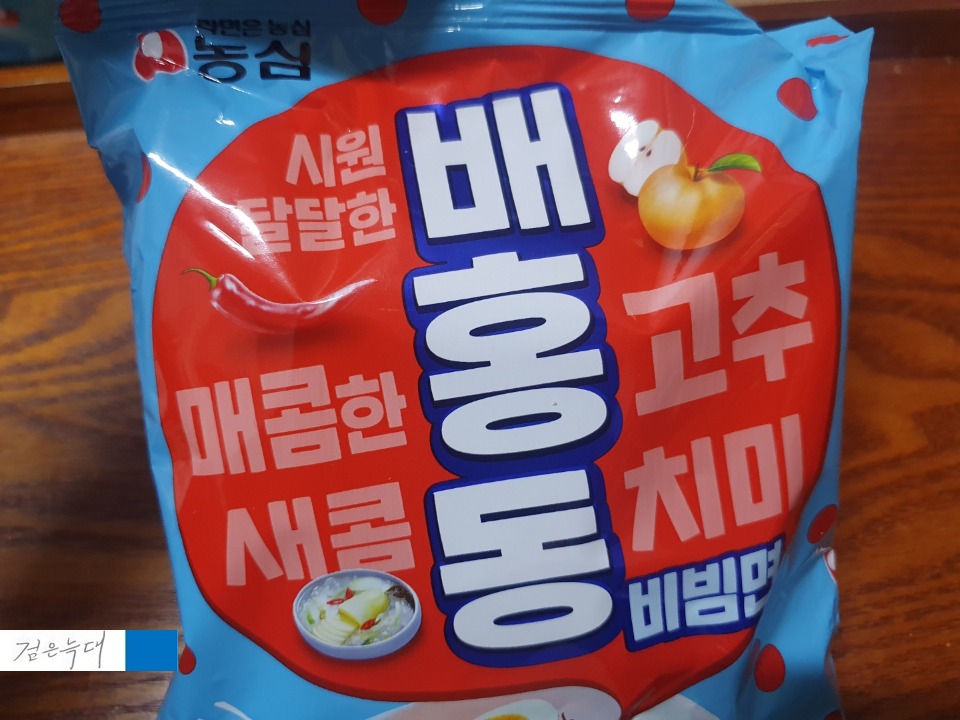 라면은 농심
농심
시원
달달한 배
매콤한 홍고추
새콤 동치미
비빔면
검은늑대